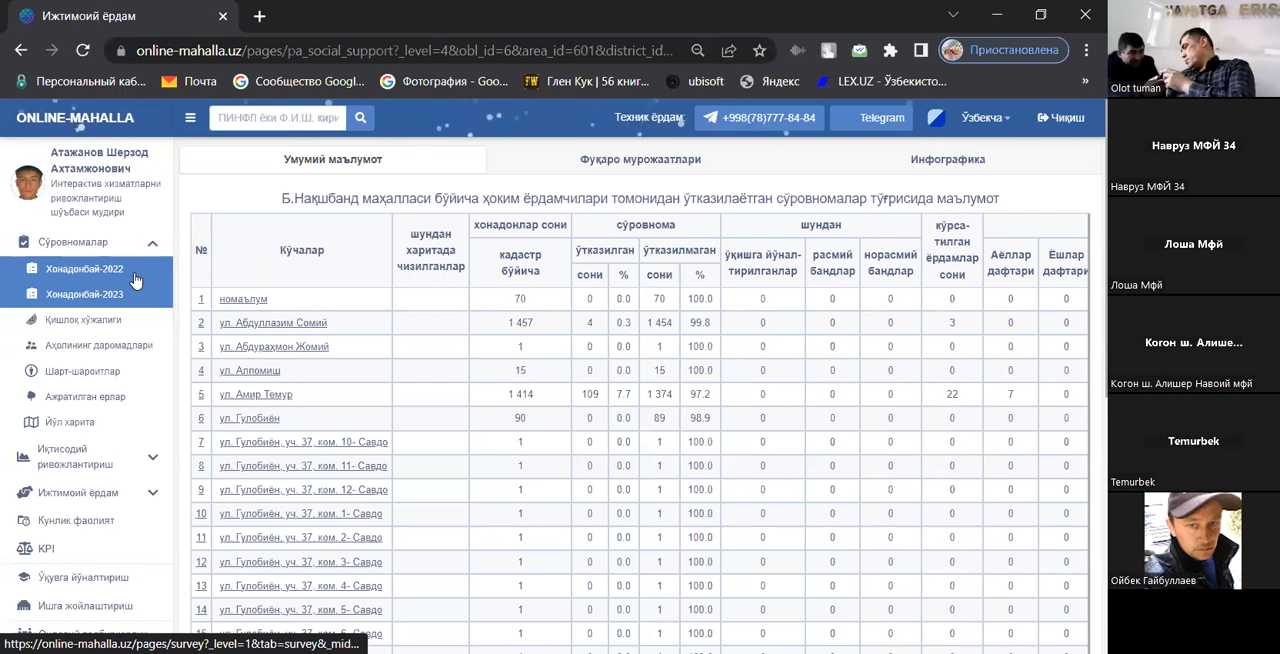 Ижтимоий ёрдам
online-mahalla.uz/pages/pa_social_support?_level=4&obl_id=6&area_id=601&district_id...
Приостановлена
Персональный каб...
Почта
Сообщество Googl...
Фотография - Goo...
Глен Кук | 56 книг...
ubisoft
Яндекс
LEX.UZ - Ўзбекисто...
»
ONLINE-MAHALLA
ПИНФЛ ёки Ф.И.Ш. кири
Техник ёрдам:
+998(78)777-84-84
Telegram
Ўзбекча
Чиқиш
Атажанов Шерзод
Ахтамжонович
Интерактив хизматларни
ривожлантириш
шўъбаси мудири
Сўровномалар
Хонадонбай-2022
Хонадонбай-2023
Қишлоқ хўжалиги
Аҳолининг даромадлари
Шарт-шароитлар
Ажратилган ерлар
Йўл харита
Иқтисодий
ривожлантириш
Ижтимоий ёрдам
Кунлик фаолият
KPI
Ўқувга йўналтириш
Ишга жойлаштириш
https://online-mahalla.uz/pages/survey?_level=1&tab=survey&_mid...
Умумий маълумот
Фуқаро мурожаатлари
Инфографика
Б.Нақшбанд маҳалласи бўйича ҳоким ёрдамчилари томонидан ўтказилаётган сўровномалар тўғрисида маълумот
№
Кўчалар
шундан
харитада
чизилганлар
хонадонлар сони
кадастр
бўйича
сўровнома
ўтказилган
ўтказилмаган
сони % сони %
шундан
ўқишга йўнал-
тирилганлар
расмий
бандлар
норасмий
бандлар
кўрса-
тилган
ёрдамлар
сони
Аёллар
дафтари
Ёшлар
дафтари
1 номаълум 70 0 0.0 70 100.0 0 0 0 0 0 0
2 ул. Абдуллазим Сомий 1 457 4 0.3 1 454 99.8 0 0 0 3 0 0
3 ул. Абдураҳмон Жомий 1 0 0.0 1 100.0 0 0 0 0 0 0
4 ул. Алпомиш 15 0 0.0 15 100.0 0 0 0 0 0 0
5 ул. Амир Темур 1 414 109 7.7 1 374 97.2 0 0 0 22 7 0
6 ул. Гулобиён 90 0 0.0 89 98.9 0 0 0 0 0 0
7 ул. Гулобиён, уч. 37, ком. 10- Савдо 1 0 0.0 1 100.0 0 0 0 0 0 0
8 ул. Гулобиён, уч. 37, ком. 11- Савдо 1 0 0.0 1 100.0 0 0 0 0 0 0
9 ул. Гулобиён, уч. 37, ком. 12- Савдо 1 0 0.0 1 100.0 0 0 0 0 0 0
10 ул. Гулобиён, уч. 37, ком. 1- Савдо 1 0 0.0 1 100.0 0 0 0 0 0 0
11 ул. Гулобиён, уч. 37, ком. 2- Савдо 1 0 0.0 1 100.0 0 0 0 0 0 0
12 ул. Гулобиён, уч. 37, ком. 3- Савдо 1 0 0.0 1 100.0 0 0 0 0 0 0
13 ул. Гулобиён, уч. 37, ком. 4- Савдо 1 0 0.0 1 100.0 0 0 0 0 0 0
14 ул. Гулобиён, уч. 37, ком. 5- Савдо 1 0 0.0 1 100.0 0 0 0 0 0 0
Савдо 1 0 0.0 1 100.0 0 0 0 0 0 0
Olot tuman
Навруз МФЙ 34
Навруз МФЙ 34
Лоша Мфй
Лоша Мфй
Когон ш. Алише...
Когон ш. Алишер Навоий мфй
Temurbek
Temurbek
Ойбек Гайбуллаев